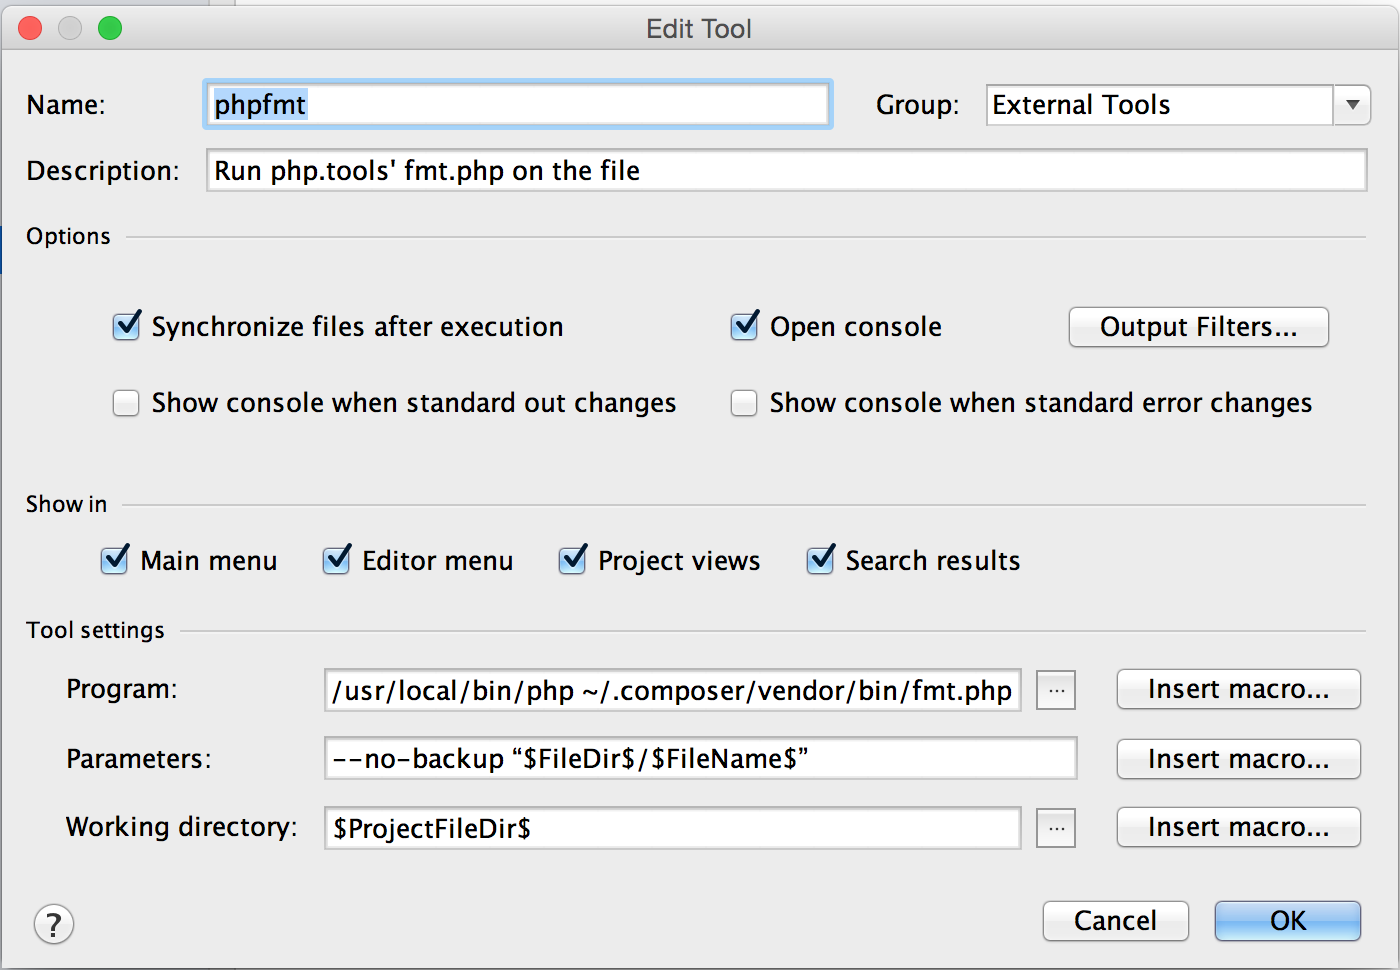 Edit Tool
Name: phpfmt Group: External Tools
Description: Run php.tools' fmt.php on the file
Options
Synchronize files after execution Open console Output Filters...
Show console when standard out changes Show console when standard error changes
Show in
Main menu Editor menu Project views Search results
Tool settings
Program: /usr/local/bin/php ~/.composer/vendor/bin/fmt.php ... Insert macro...
Parameters: --no-backup “$FileDir$/$FileName$” Insert macro...
Working directory: $ProjectFileDir$ ... Insert macro...
? Cancel OK